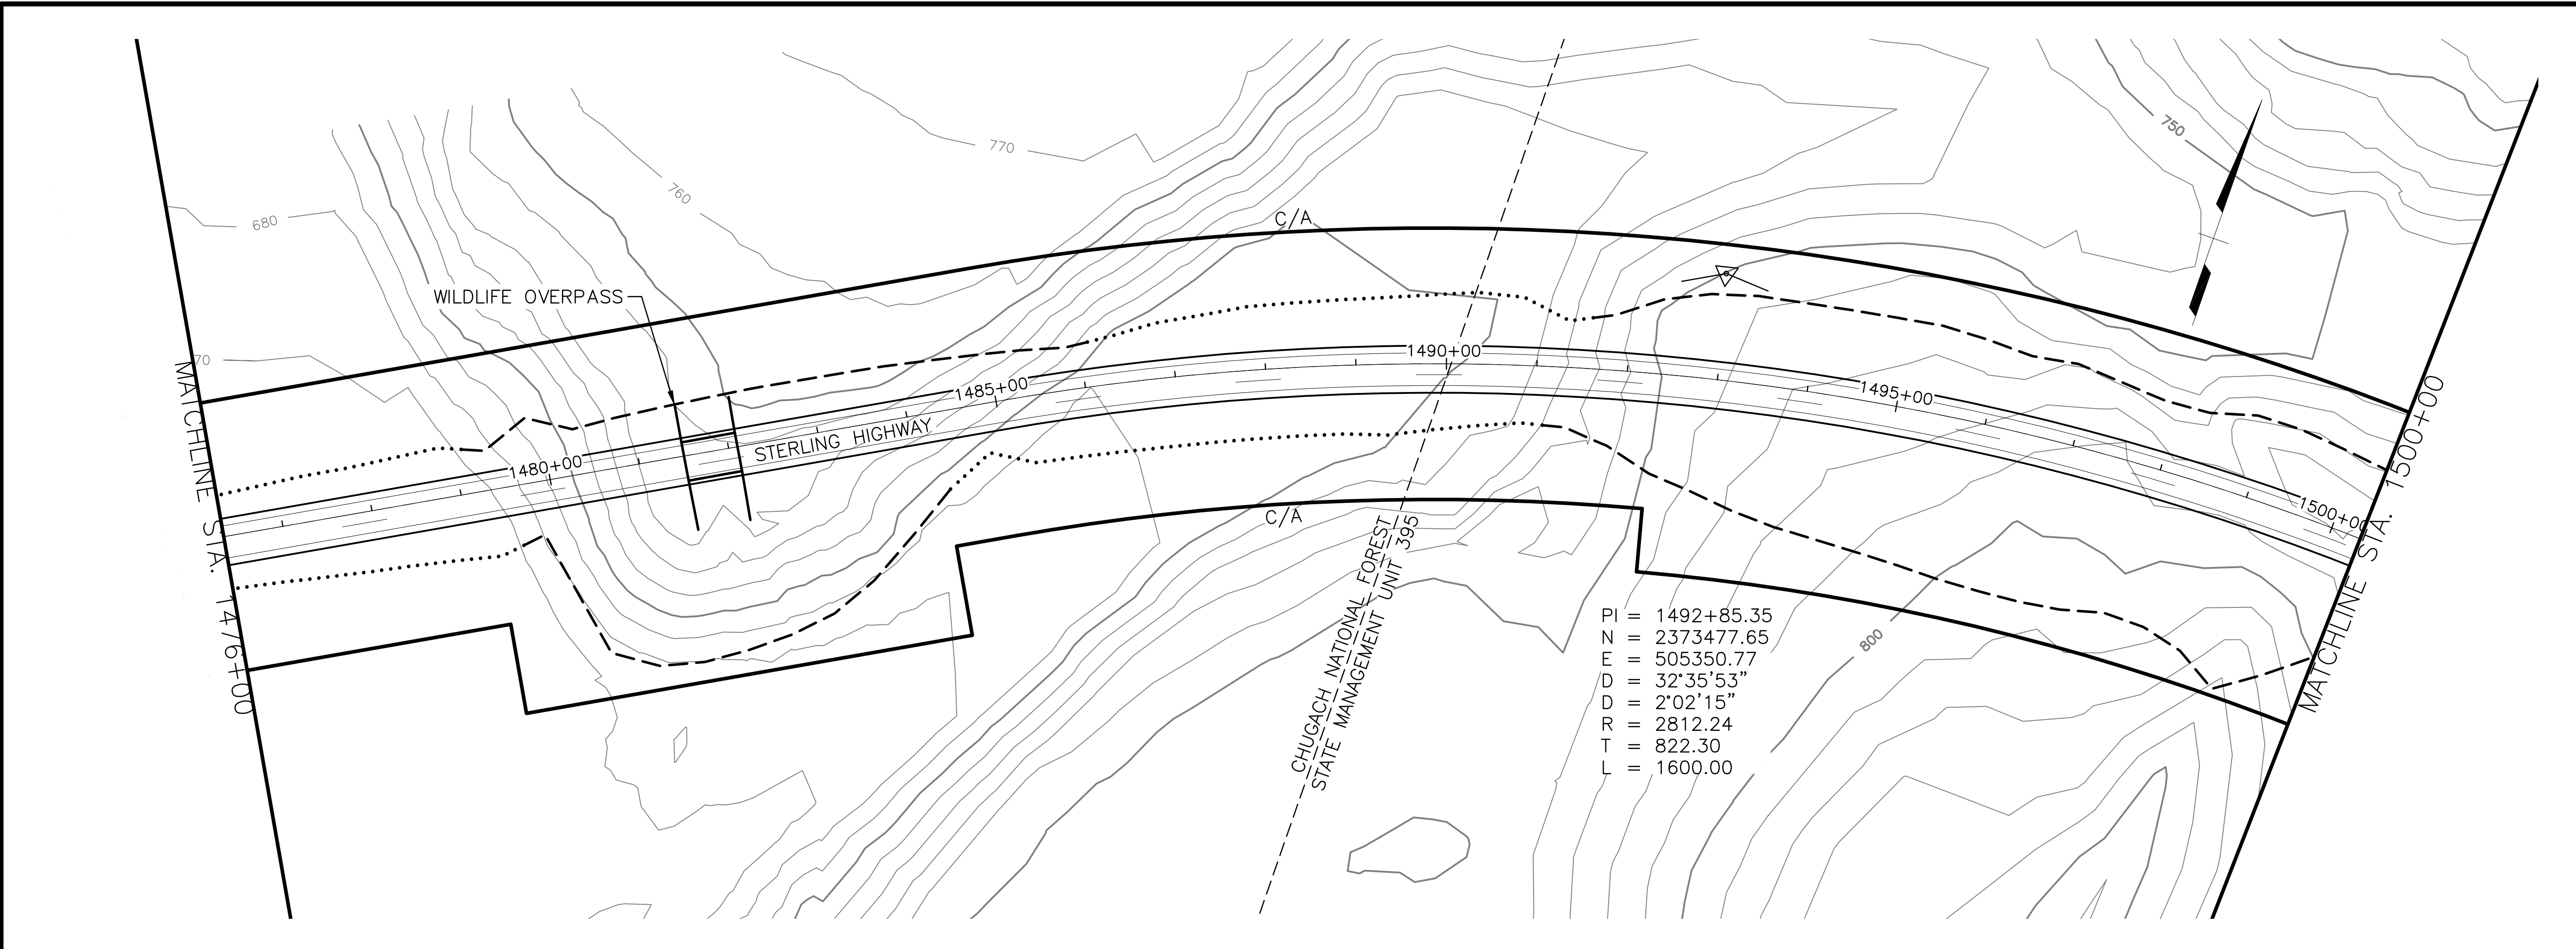 770
750
760
680
C/A
WILDLIFE OVERPASS
1490+00
70
1485+00
1495+00
STERLING HIGHWAY
1480+00
1500+00
C/A
MATCHLINE STA. 1476+00
MATCHLINE STA. 1500+00
CHUGACH NATIONAL FOREST
STATE MANAGEMENT UNIT 395
800
PI = 1492+85.35
N = 2373477.65
E = 505350.77
D = 32°35'53"
D = 2°02'15"
R = 2812.24
T = 822.30
L = 1600.00